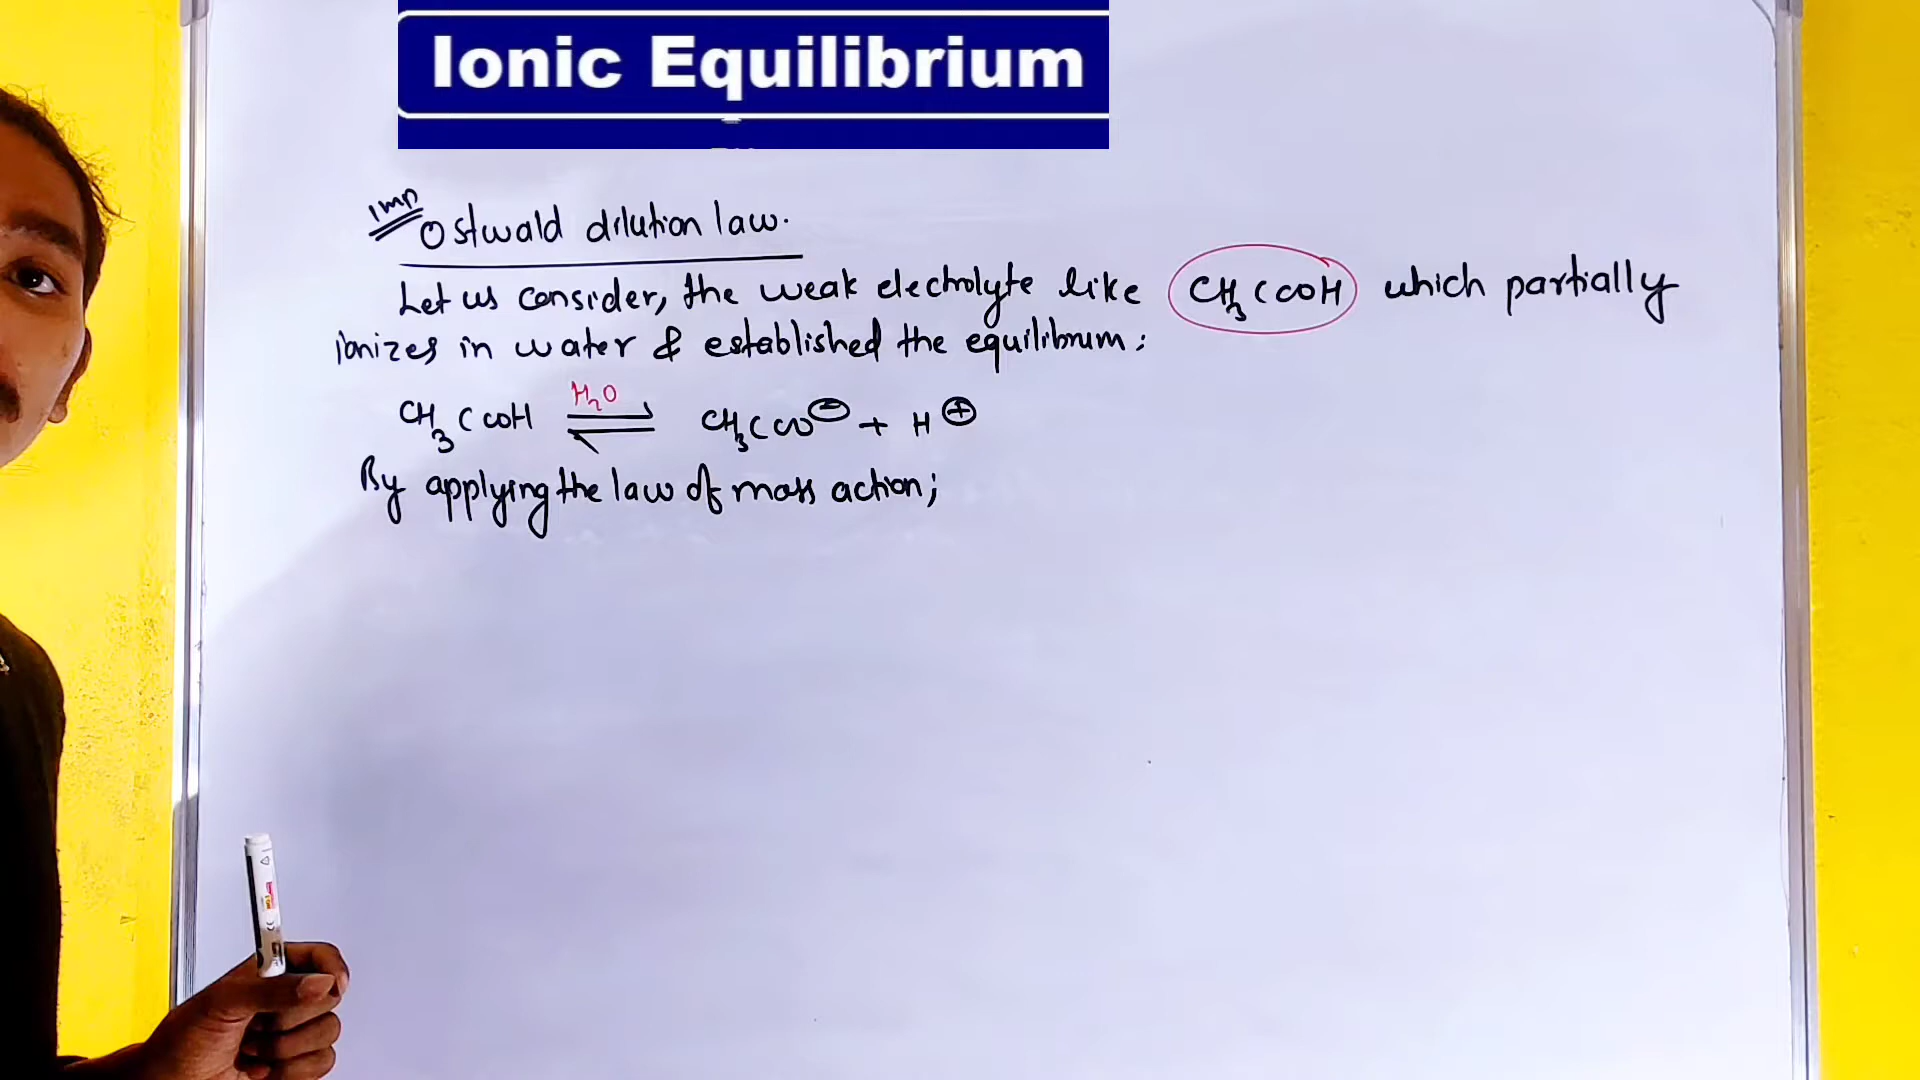 Ionic Equilibrium
Imp
Ostwald dilution law.
Let us consider, the weak electrolyte like CH₃COOH which partially
ionizes in water & established the equilibrium:
CH₃COOH ⇌ CH₃COO⊖ + H⊕
H₂O
By applying the law of mass action;